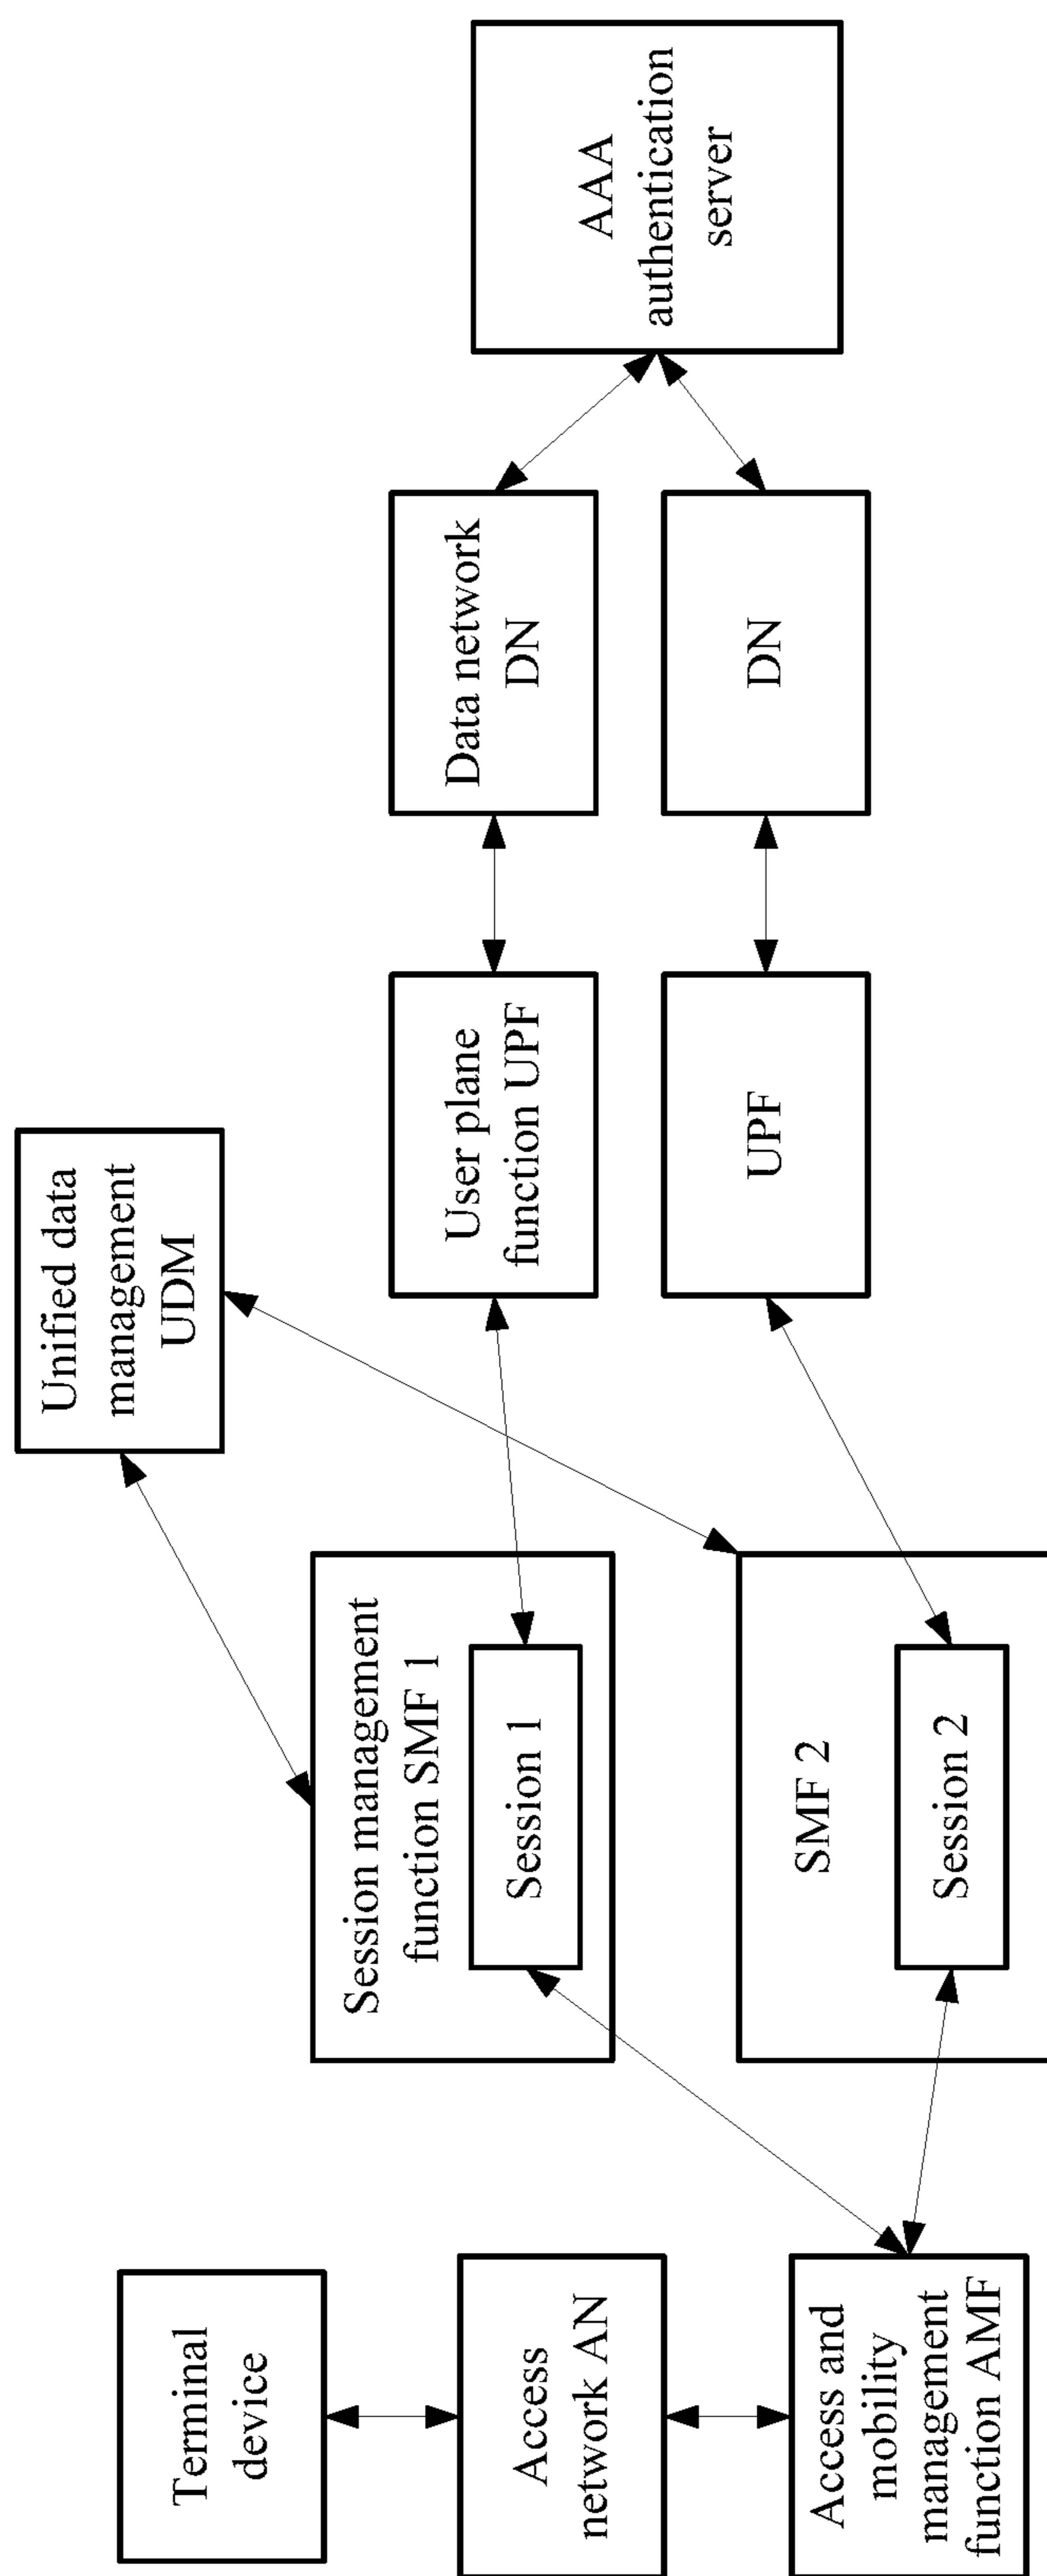 Terminal
device
Access
network AN
Access and
mobility
management
function AMF
Session management
function SMF 1
Session 1
SMF 2
Session 2
Unified data
management
UDM
User plane
function UPF
UPF
Data network
DN
DN
AAA
authentication
server